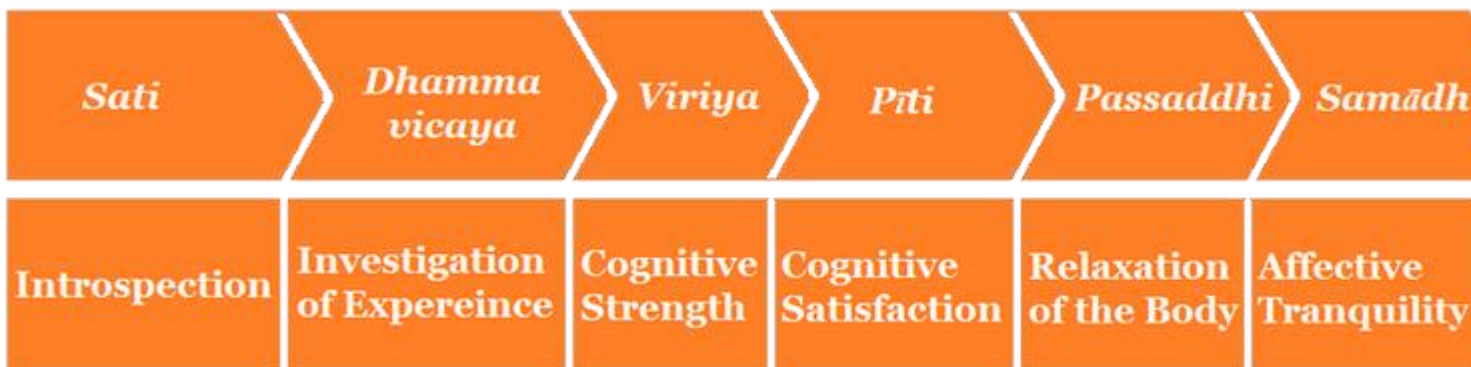 Sati
Dhamma
vicaya
Viriya
Pīti
Passaddhi
Samādh
Introspection
Investigation
of Expereince
Cognitive
Strength
Cognitive
Satisfaction
Relaxation
of the Body
Affective
Tranquility